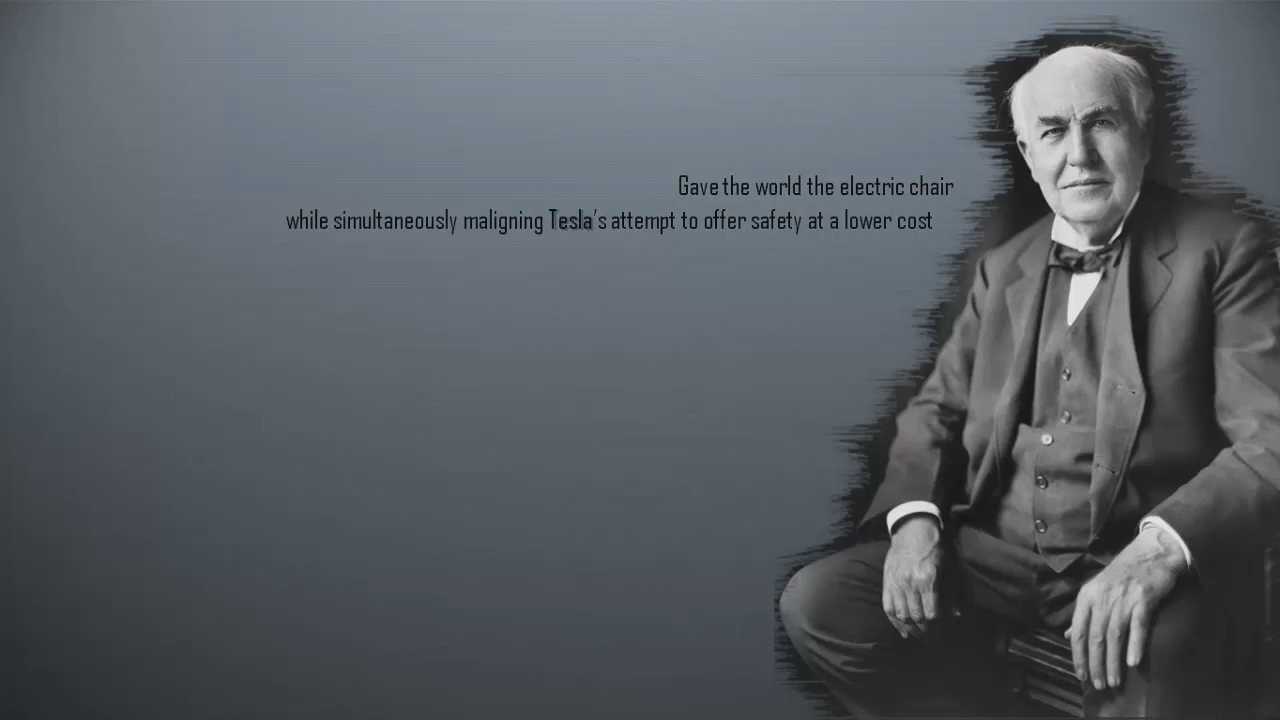 Gave the world the electric chair
while simultaneously maligning Tesla's attempt to offer safety at a lower cost